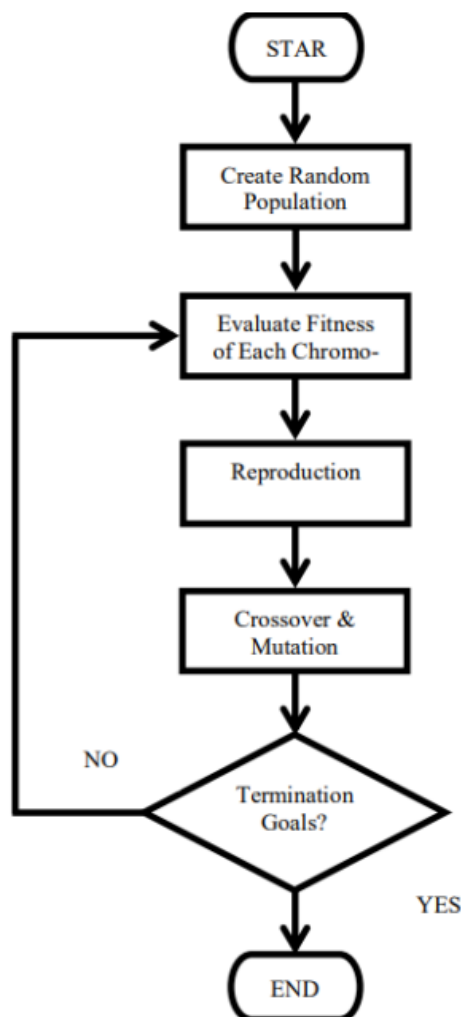 STAR
Create Random
Population
Evaluate Fitness
of Each Chromo-
Reproduction
Crossover &
Mutation
NO
Termination
Goals?
YES
END